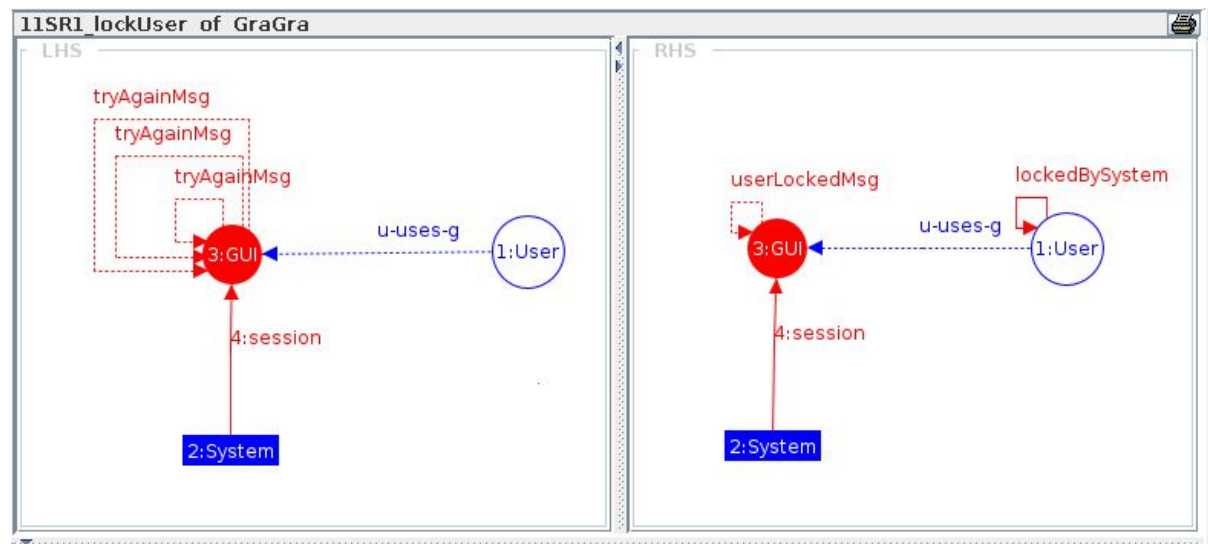 11SR1_lockUser of GraGra
LHS
tryAgainMsg
tryAgainMsg
tryAgainMsg
u-uses-g
3:GUI
1:User
4:session
2:System
RHS
userLockedMsg
lockedBySystem
u-uses-g
3:GUI
1:User
4:session
2:System